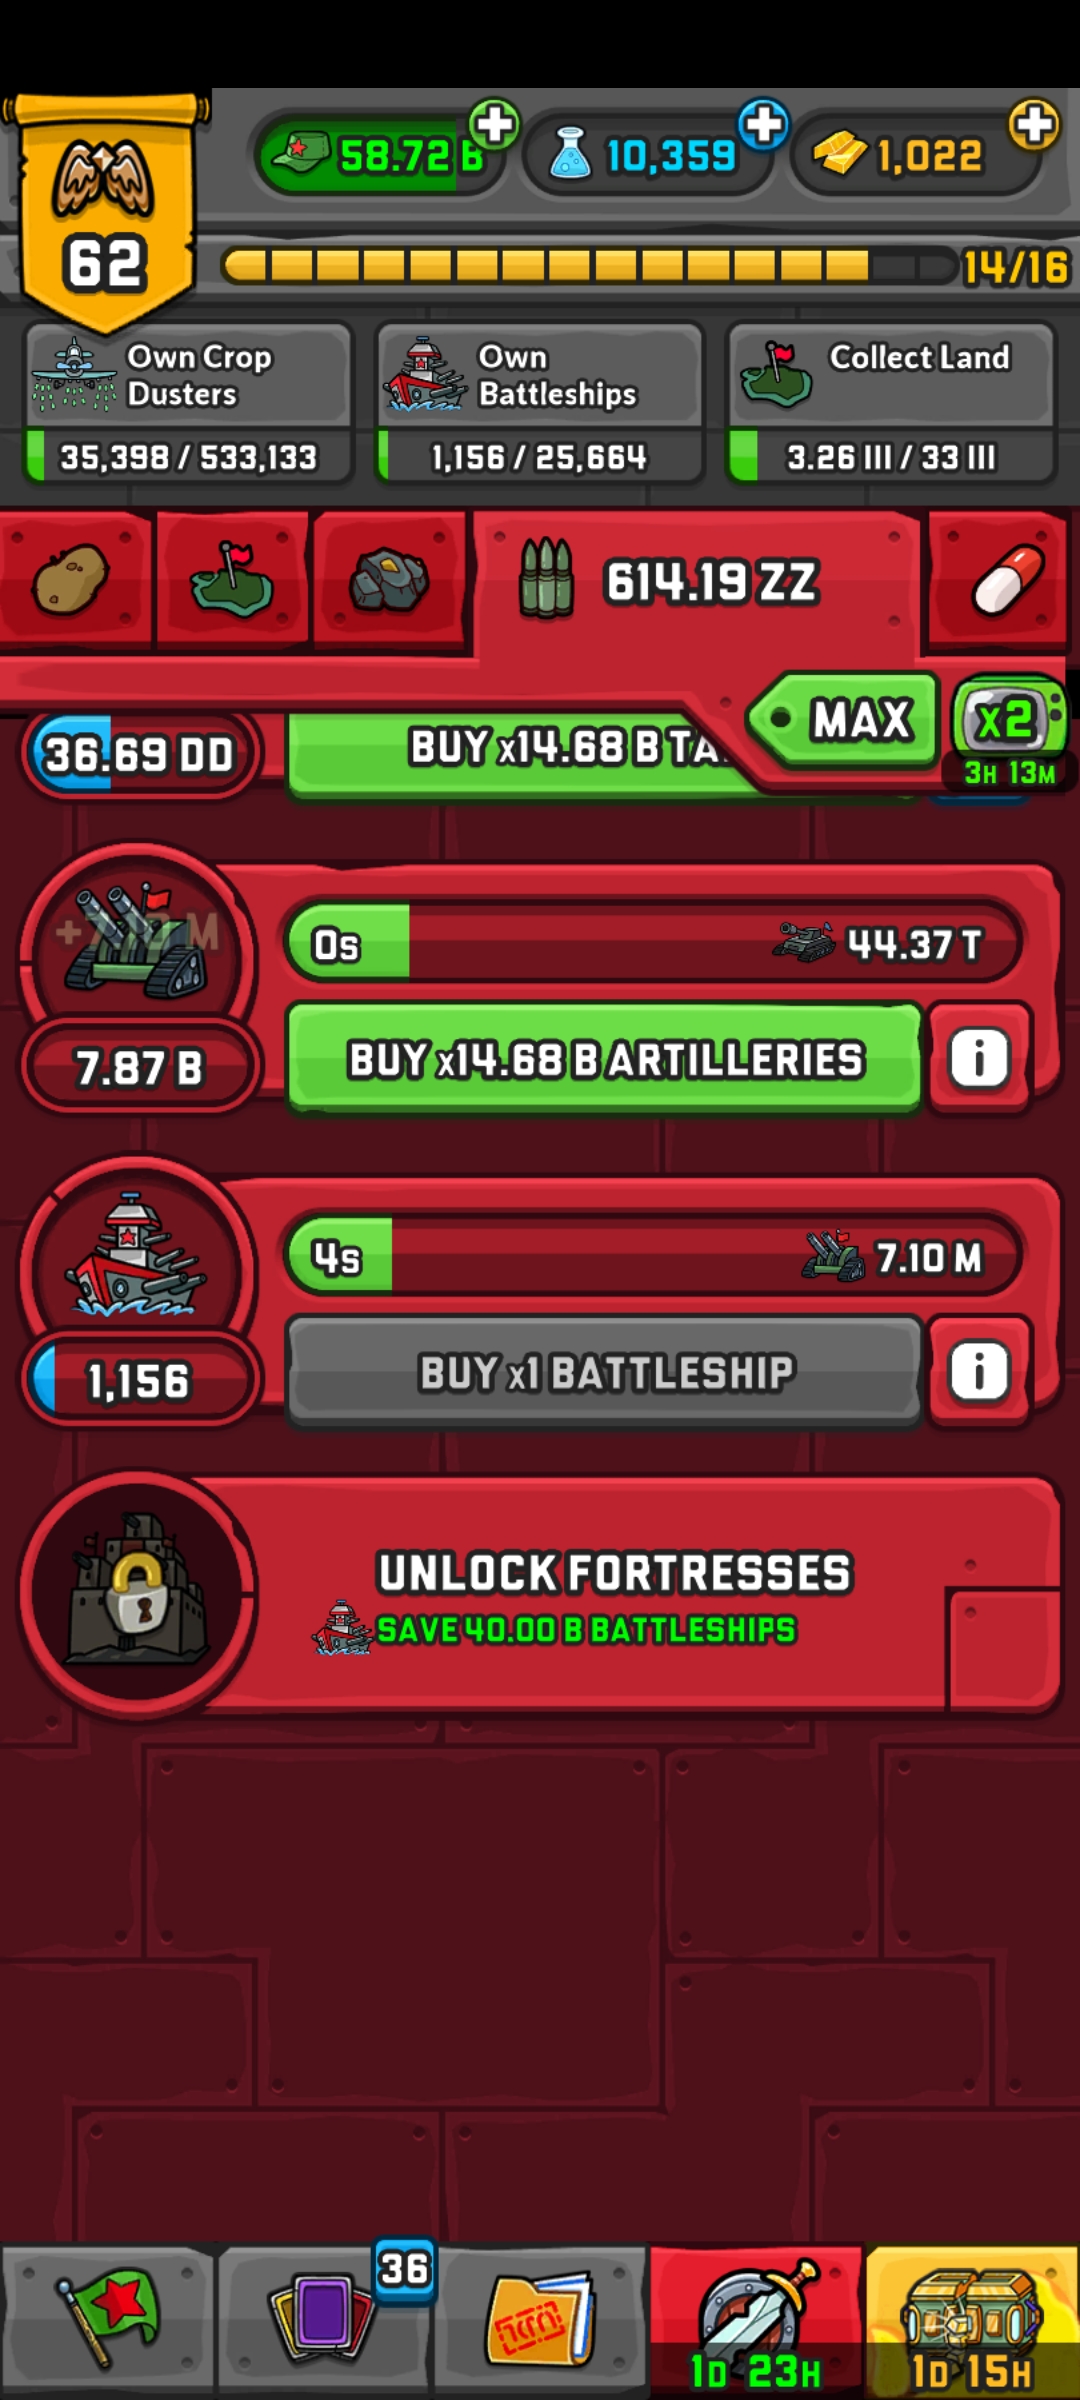 62
58.72 B
10,359
1,022
14/16
Own Crop
Dusters
35,398 / 533,133
Own
Battleships
1,156 / 25,664
Collect Land
3.26 III / 33 III
614.19 ZZ
MAX
x2
3H 13M
36.69 DD
BUY x14.68 B
0s
44.37 T
7.87 B
BUY x14.68 B ARTILLERIES
i
4s
7.10 M
1,156
BUY x1 BATTLESHIP
i
UNLOCK FORTRESSES
SAVE 40.00 B BATTLESHIPS
36
1D 23H
1D 15H